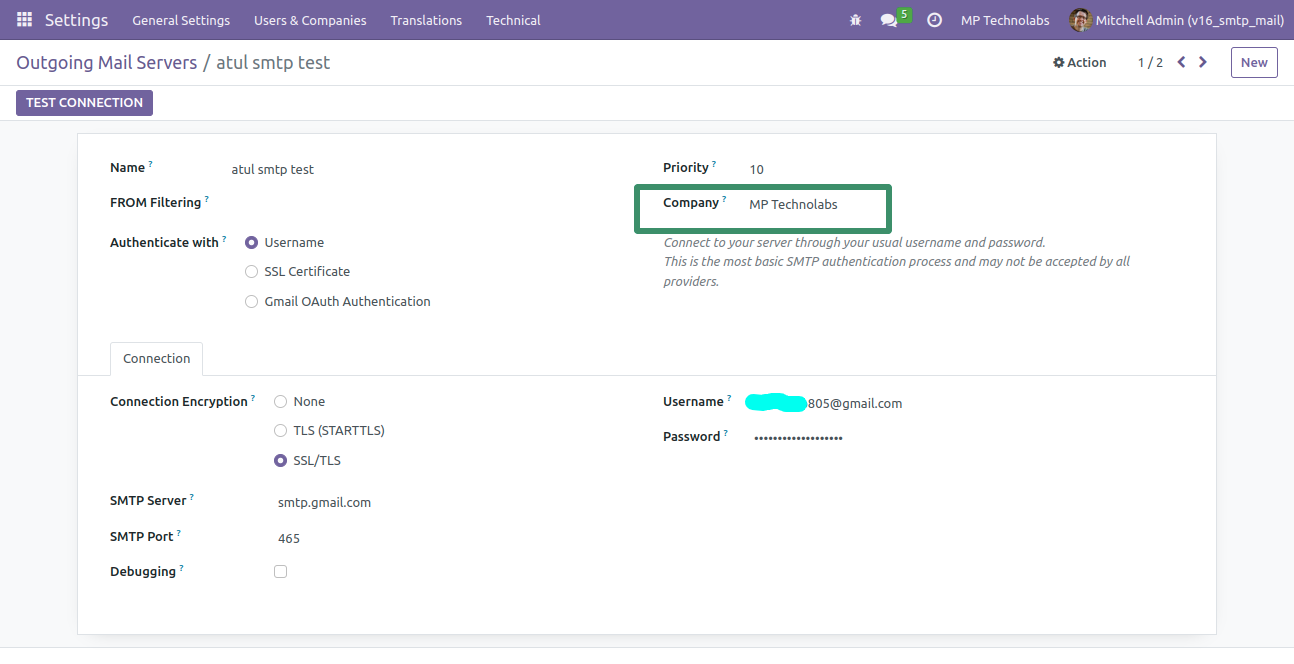 Settings General Settings Users & Companies Translations Technical 5 MP Technolabs Mitchell Admin (v16_smtp_mail)
Outgoing Mail Servers / atul smtp test Action 1 / 2 New
TEST CONNECTION
Name ? atul smtp test Priority ? 10
FROM Filtering ? Company ? MP Technolabs
Authenticate with ? Username Connect to your server through your usual username and password.
This is the most basic SMTP authentication process and may not be accepted by all
SSL Certificate
providers.
Gmail OAuth Authentication
Connection
Connection Encryption ? None Username ? 805@gmail.com
TLS (STARTTLS) Password ? •••••••••••••••••••
SSL/TLS
SMTP Server ? smtp.gmail.com
SMTP Port ? 465
Debugging ?